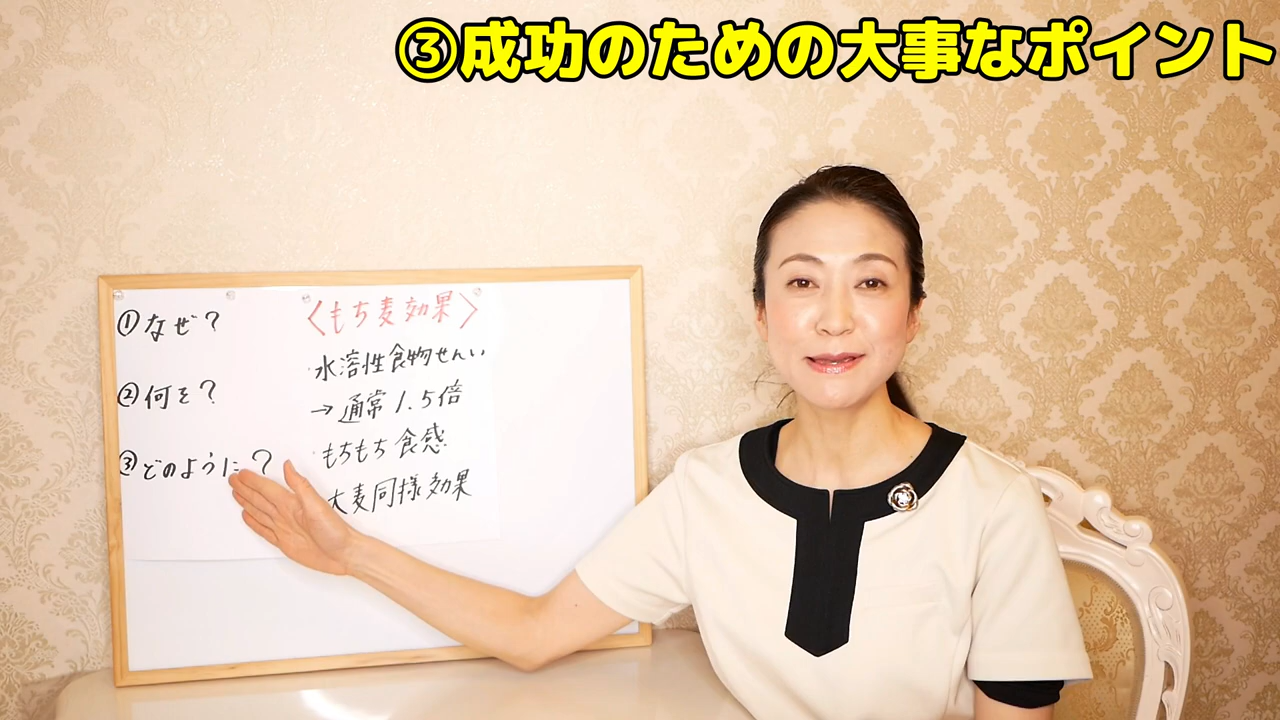 ③成功のための大事なポイント
①なぜ?
②何を?
③どのように?
〈もち麦効果〉
・水溶性食物せんい
→通常1.5倍
・もちもち食感
大麦同様効果